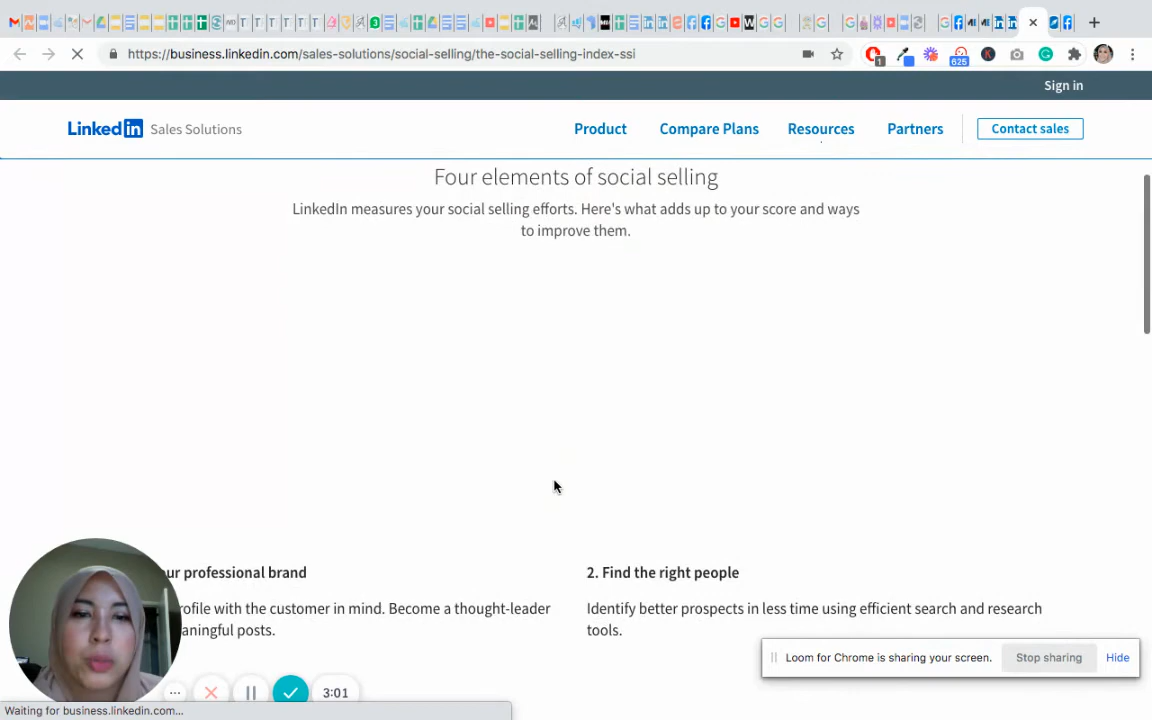 https://business.linkedin.com/sales-solutions/social-selling/the-social-selling-index-ssi
1
625
K
Sign in
Linked in Sales Solutions
Product
Compare Plans
Resources
Partners
Contact sales
Four elements of social selling
LinkedIn measures your social selling efforts. Here's what adds up to your score and ways
to improve them.
ur professional brand
2. Find the right people
rofile with the customer in mind. Become a thought-leader
aningful posts.
Identify better prospects in less time using efficient search and research
tools.
Loom for Chrome is sharing your screen.
Stop sharing
Hide
3:01
Waiting for business.linkedin.com...